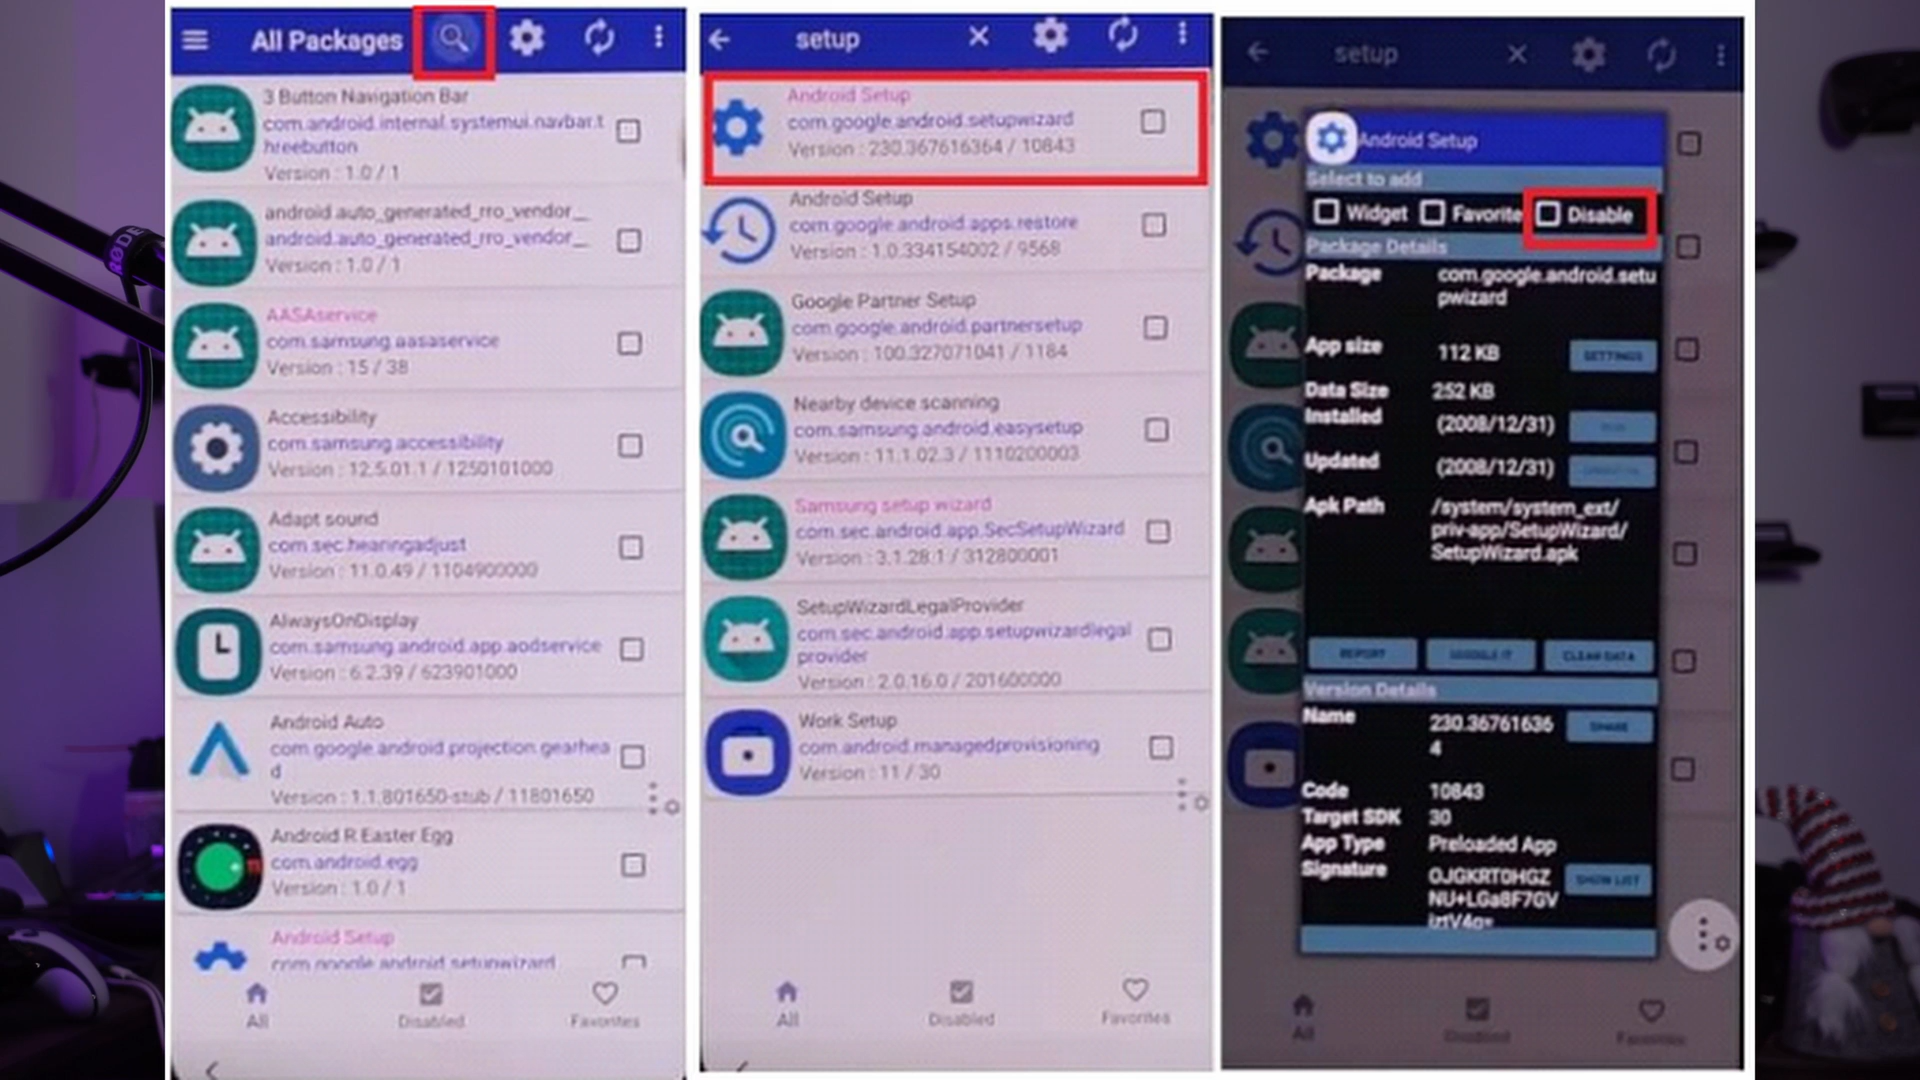 RØDE
All Packages
3 Button Navigation Bar
com.android.internal.systemui.navbar.t
hreebutton
Version : 1.0 / 1
android.auto_generated_rro_vendor__
android.auto_generated_rro_vendor__
Version : 1.0 / 1
AASAservice
com.samsung.aasaservice
Version : 15 / 38
Accessibility
com.samsung.accessibility
Version : 12.5.01.1 / 1250101000
Adapt sound
com.sec.hearingadjust
Version : 11.0.49 / 1104900000
AlwaysOnDisplay
com.samsung.android.app.aodservice
Version : 6.2.39 / 623901000
Android Auto
com.google.android.projection.gearhea
d
Version : 1.1.801650-stub / 11801650
Android R Easter Egg
com.android.egg
Version : 1.0 / 1
Android Setup
com.google.android.setupwizard
All
Disabled
Favorites
setup
Android Setup
com.google.android.setupwizard
Version : 230.367616364 / 10843
Android Setup
com.google.android.apps.restore
Version : 1.0.334154002 / 9568
Google Partner Setup
com.google.android.partnersetup
Version : 100.327071041 / 1184
Nearby device scanning
com.samsung.android.easysetup
Version : 11.1.02.3 / 1110200003
Samsung setup wizard
com.sec.android.app.SecSetupWizard
Version : 3.1.28.1 / 312800001
SetupWizardLegalProvider
com.sec.android.app.setupwizardlegal
provider
Version : 2.0.16.0 / 201600000
Work Setup
com.android.managedprovisioning
Version : 11 / 30
All
Disabled
Favorites
setup
Android Setup
Select to add
Widget Favorite Disable
Package Details
Package com.google.android.setu
pwizard
App size 112 KB SETTINGS
Data Size 252 KB
Installed (2008/12/31)
Updated (2008/12/31)
Apk Path /system/system_ext/
priv-app/SetupWizard/
SetupWizard.apk
REPORT GOOGLE IT CLEAR DATA
Version Details
Name 230.36761636 SHARE
4
Code 10843
Target SDK 30
App Type Preloaded App
Signature OJGKRT0HGZ SHOW LIST
NU+LGa8F7GV
iztV4g=
All
Disabled
Favorites